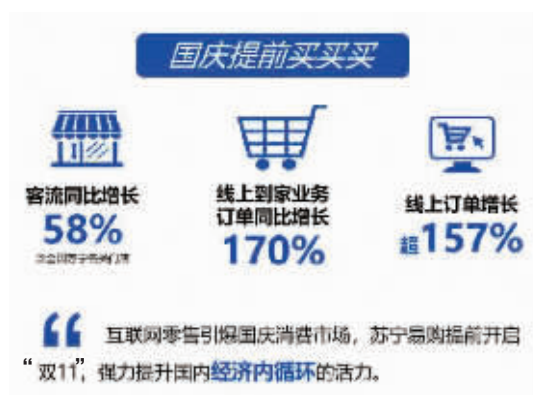 国庆提前买买买
客流同比增长
58%
线上到家业务
订单同比增长
170%
线上订单增长
超157%
互联网零售引爆国庆消费市场，苏宁易购提前开启
“双11”，强力提升国内经济内循环的活力。